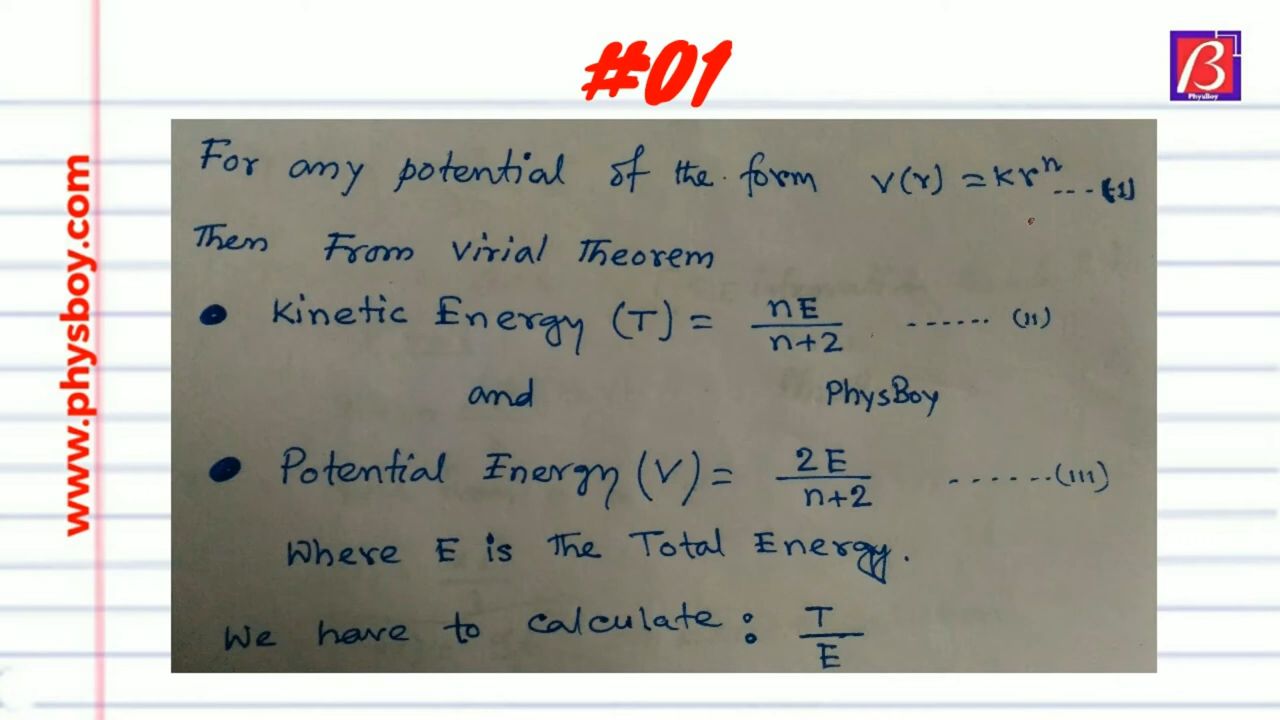 #01
β
PhysBoy
www.physboy.com
For any potential of the form V(r) = kr^n ---- (1)
Then From Virial Theorem
• Kinetic Energy (T) = nE/n+2 ------ (11)
and PhysBoy
• Potential Energy (V) = 2E/n+2 ------- (111)
Where E is the Total Energy.
We have to calculate : T/E